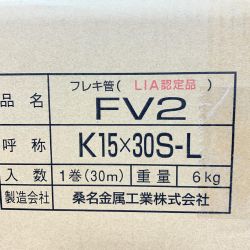 フレキ管(LIA認定品)
品名 FV2
呼称 K15×30S-L
入数 1巻(30m) 重量 6kg
製造会社 桑名金属工業株式会社